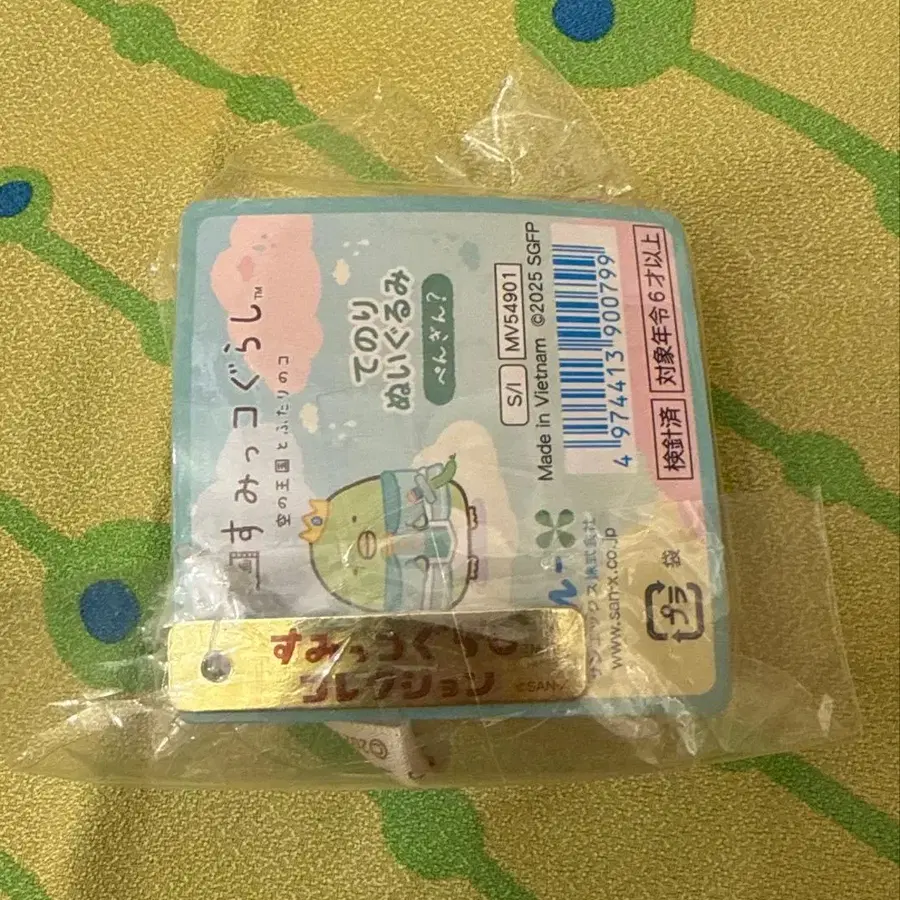 すみっコぐらし™
空の王国とふたりのコ
てのり
ぬいぐるみ
ぺんぎん?
S/I MV54901
Made in Vietnam ©2025 SGFP
4 974413 900799
検針済 対象年令6才以上
www.san-x.co.jp
プラ 袋
すみっコぐらし
コレクション
©SAN-X